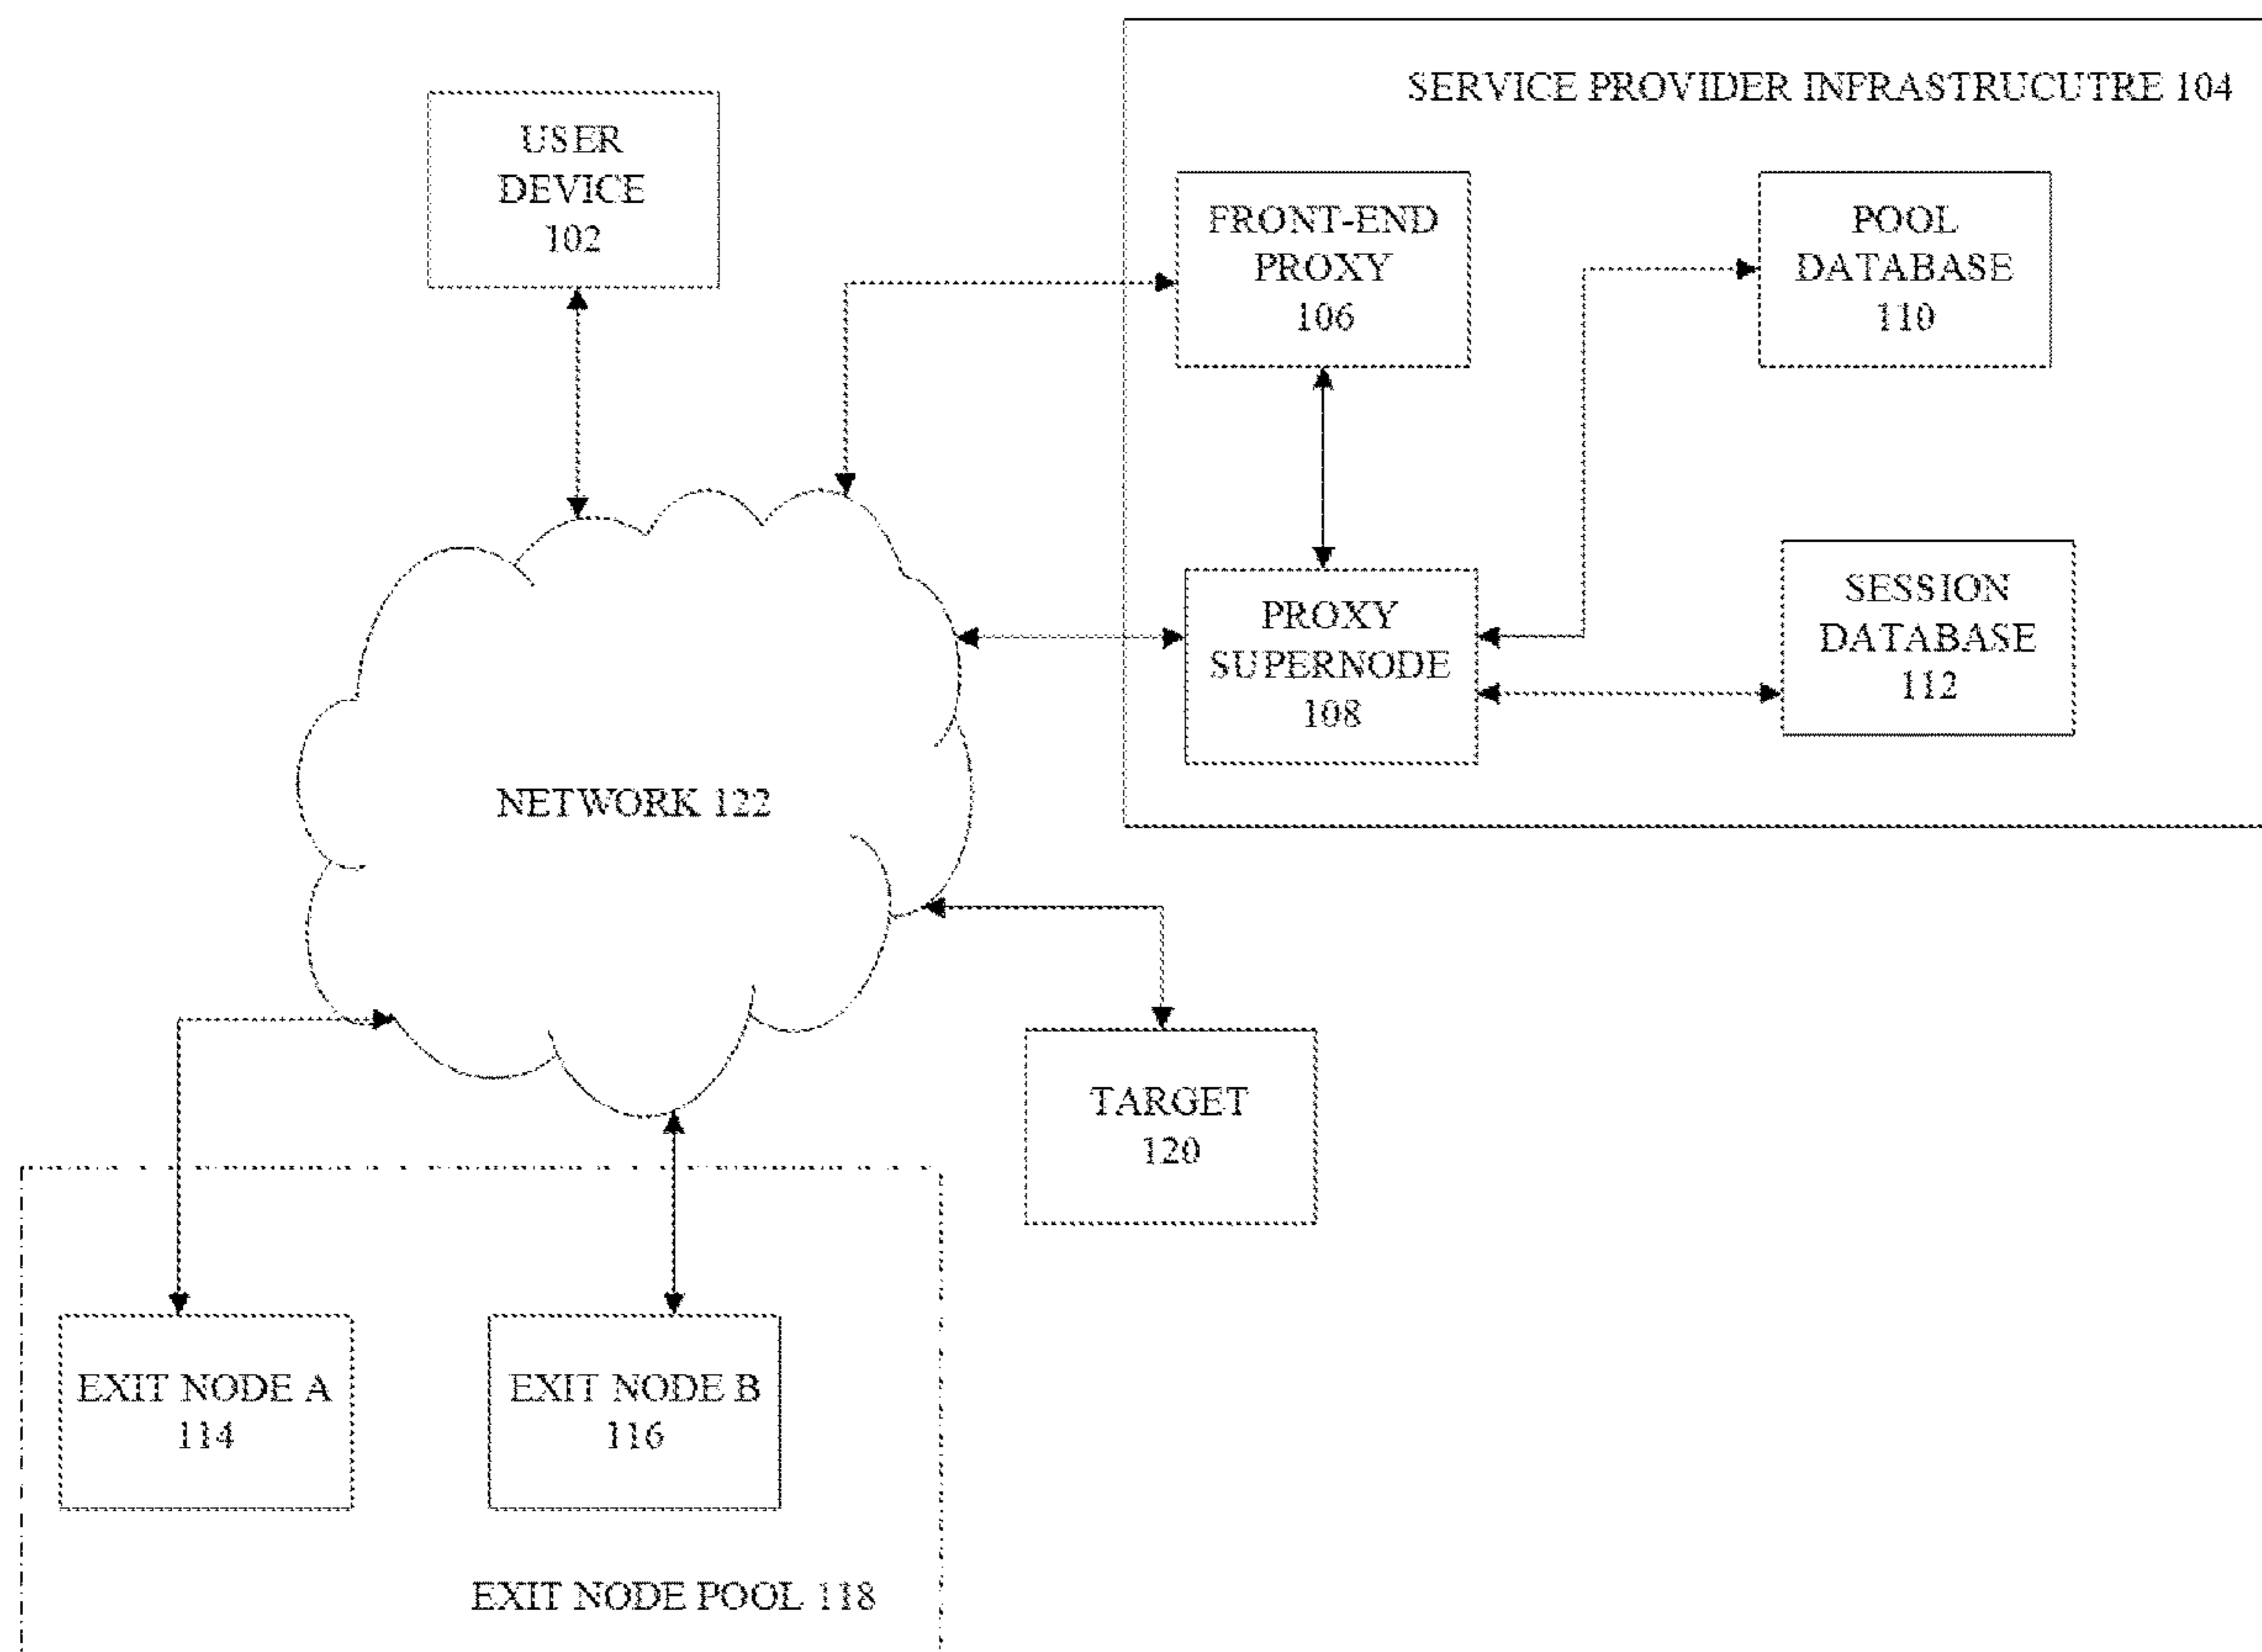 SERVICE PROVIDER INFRASTRUCUTRE 104
USER
DEVICE
102
FRONT-END
PROXY
106
POOL
DATABASE
110
PROXY
SUPERNODE
108
SESSION
DATABASE
112
NETWORK 122
TARGET
120
EXIT NODE A
114
EXIT NODE B
116
EXIT NODE POOL 118